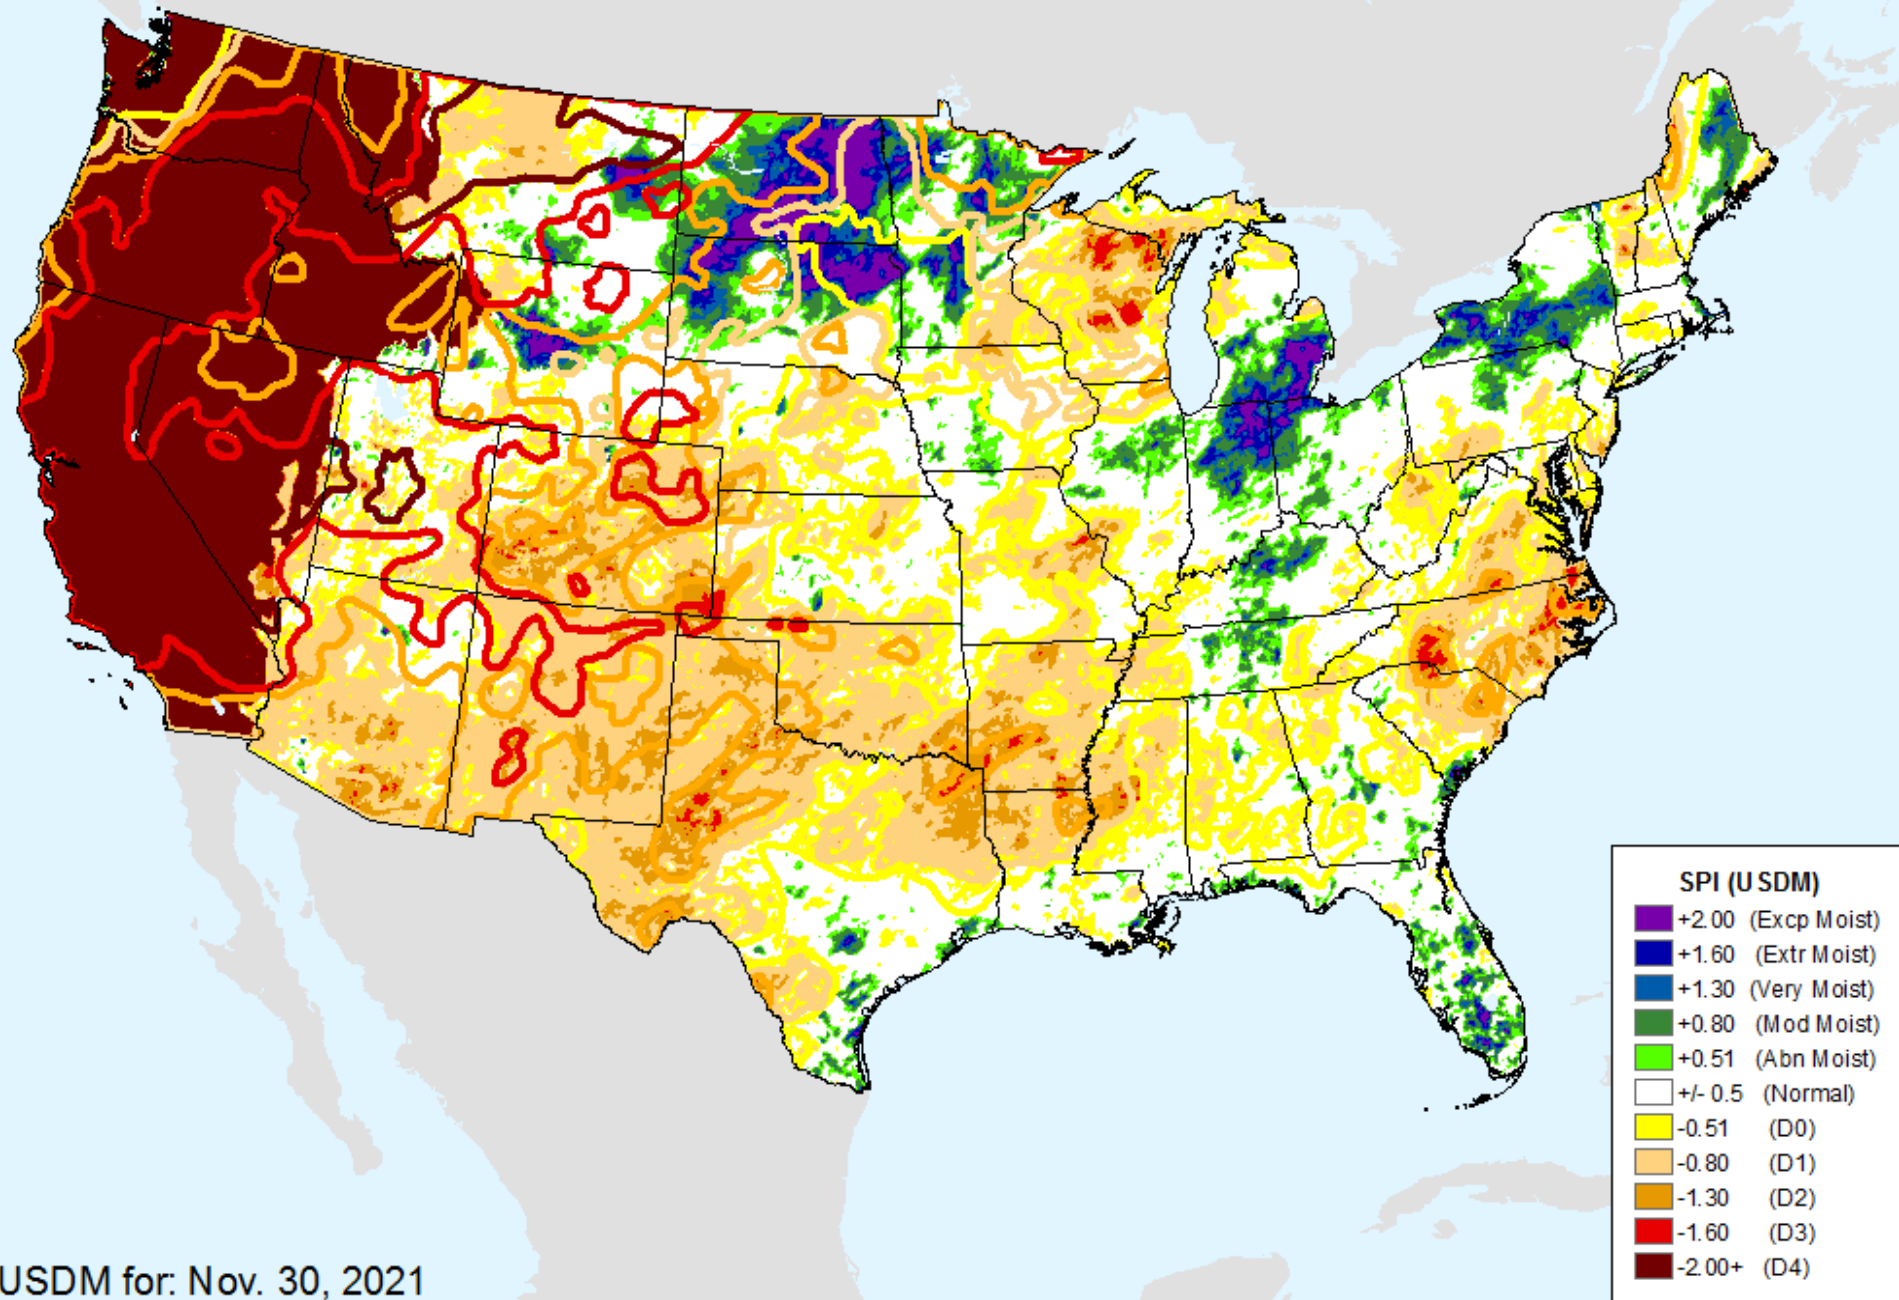 SPI (USDM)
+2.00 (Excp Moist)
+1.60 (Extr Moist)
+1.30 (Very Moist)
+0.80 (Mod Moist)
+0.51 (Abn Moist)
+/- 0.5 (Normal)
-0.51 (D0)
-0.80 (D1)
-1.30 (D2)
-1.60 (D3)
-2.00+ (D4)
USDM for: Nov. 30, 2021